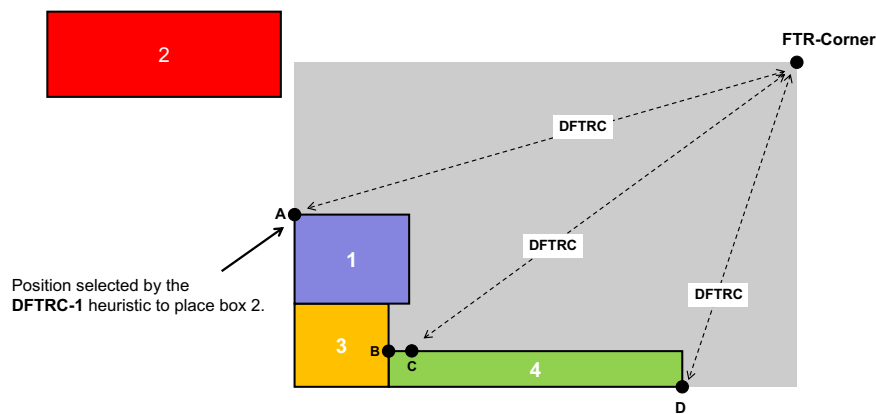 2
FTR-Corner
DFTRC
A
1
DFTRC
Position selected by the
DFTRC-1 heuristic to place box 2.
DFTRC
3
B
C
4
D